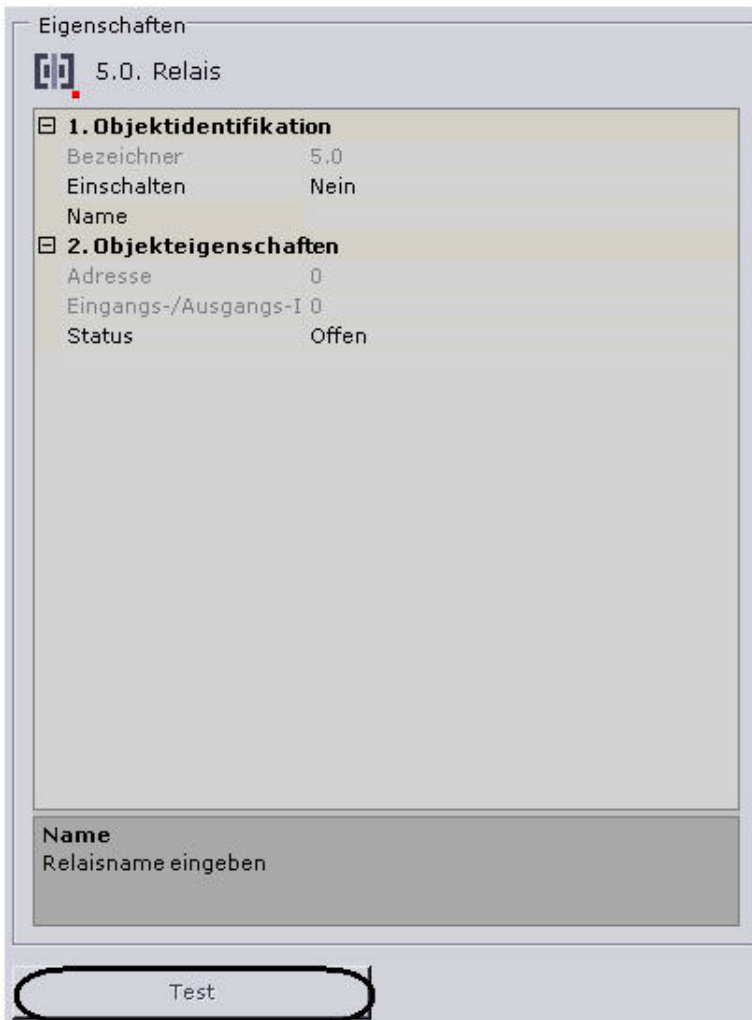 Eigenschaften
5.0. Relais
1. Objektidentifikation
Bezeichner 5.0
Einschalten Nein
Name
2. Objekteigenschaften
Adresse 0
Eingangs-/Ausgangs-I 0
Status Offen
Name
Relaisname eingeben
Test